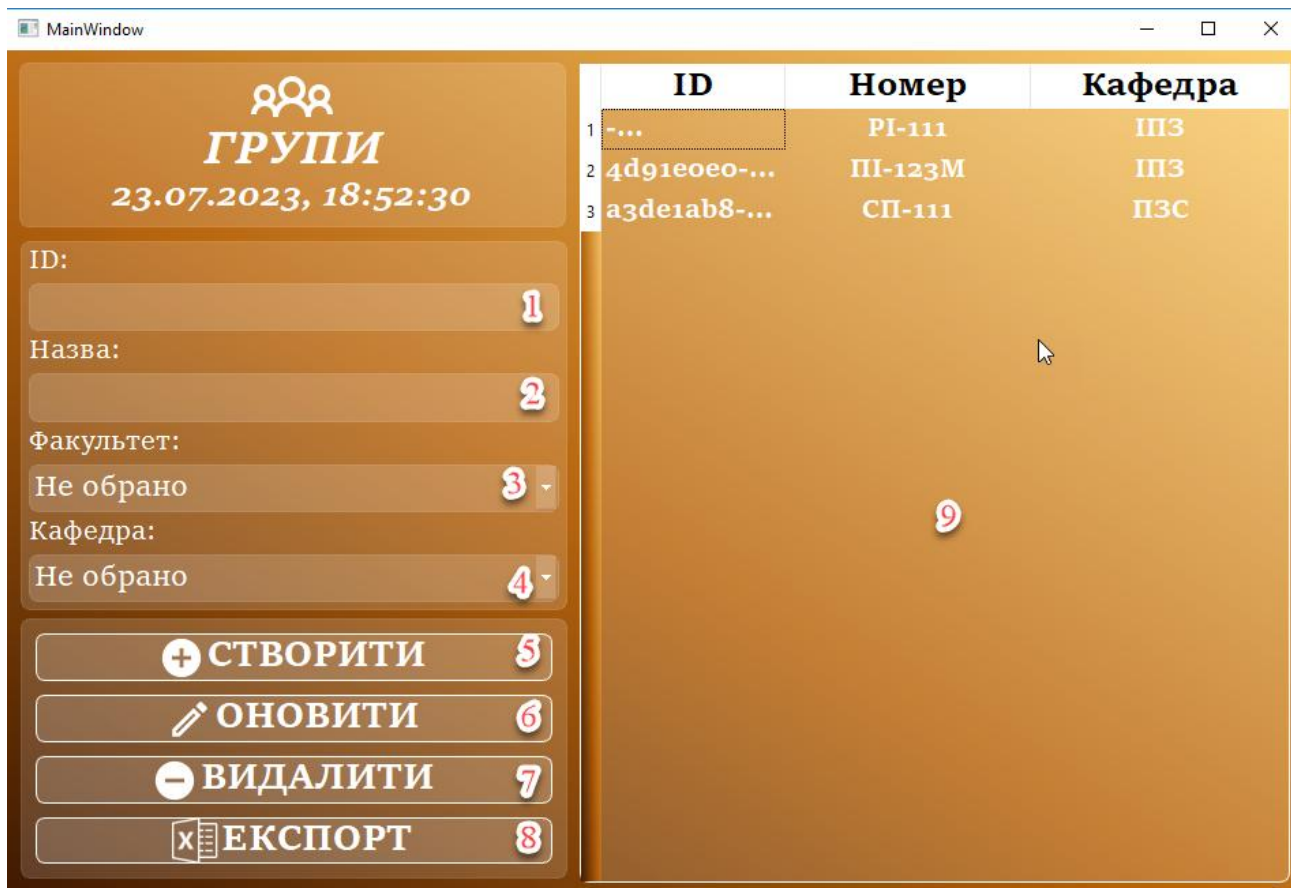 MainWindow
ГРУПИ
23.07.2023, 18:52:30
ID:
1
Назва:
2
Факультет:
Не обрано 3
Кафедра:
Не обрано 4
СТВОРИТИ 5
ОНОВИТИ 6
ВИДАЛИТИ 7
X ЕКСПОРТ 8
ID Номер Кафедра
1 -... РІ-111 ІПЗ
2 4d91e0e0-... ПІ-123М ІПЗ
3 a3de1ab8-... СП-111 ПЗС
9